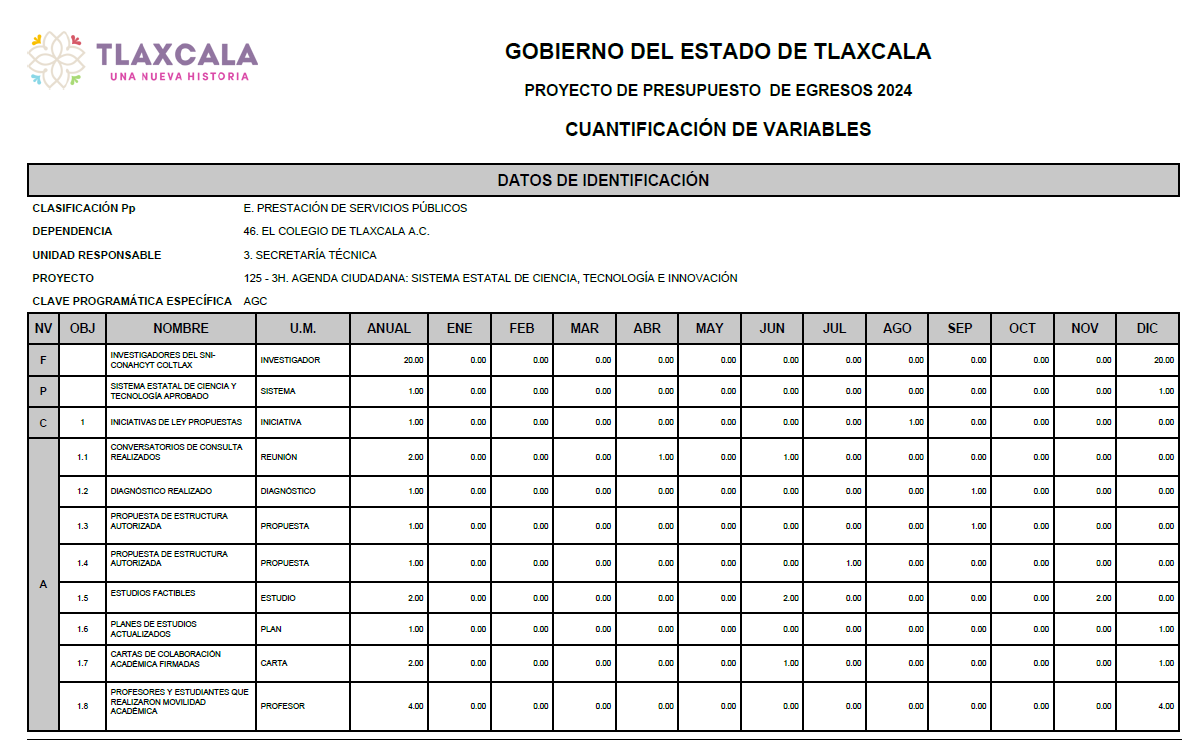 TLAXCALA
UNA NUEVA HISTORIA
GOBIERNO DEL ESTADO DE TLAXCALA
PROYECTO DE PRESUPUESTO DE EGRESOS 2024
CUANTIFICACIÓN DE VARIABLES
DATOS DE IDENTIFICACIÓN
CLASIFICACIÓN Pp E. PRESTACIÓN DE SERVICIOS PÚBLICOS
DEPENDENCIA 46. EL COLEGIO DE TLAXCALA A.C.
UNIDAD RESPONSABLE 3. SECRETARÍA TÉCNICA
PROYECTO 125 - 3H. AGENDA CIUDADANA: SISTEMA ESTATAL DE CIENCIA, TECNOLOGÍA E INNOVACIÓN
CLAVE PROGRAMÁTICA ESPECÍFICA AGC
NV OBJ NOMBRE U.M. ANUAL ENE FEB MAR ABR MAY JUN JUL AGO SEP OCT NOV DIC
INVESTIGADORES DEL SNI-
F INVESTIGADOR 20.00 0.00 0.00 0.00 0.00 0.00 0.00 0.00 0.00 0.00 0.00 0.00 20.00
CONAHCYT COLTLAX
SISTEMA ESTATAL DE CIENCIA Y
P SISTEMA 1.00 0.00 0.00 0.00 0.00 0.00 0.00 0.00 0.00 0.00 0.00 0.00 1.00
TECNOLOGÍA APROBADO
C 1 INICIATIVAS DE LEY PROPUESTAS INICIATIVA 1.00 0.00 0.00 0.00 0.00 0.00 0.00 0.00 1.00 0.00 0.00 0.00 0.00
CONVERSATORIOS DE CONSULTA
1.1 REALIZADOS REUNIÓN 2.00 0.00 0.00 0.00 1.00 0.00 1.00 0.00 0.00 0.00 0.00 0.00 0.00
1.2 DIAGNÓSTICO REALIZADO DIAGNÓSTICO 1.00 0.00 0.00 0.00 0.00 0.00 0.00 0.00 0.00 1.00 0.00 0.00 0.00
PROPUESTA DE ESTRUCTURA
1.3 AUTORIZADA PROPUESTA 1.00 0.00 0.00 0.00 0.00 0.00 0.00 0.00 0.00 1.00 0.00 0.00 0.00
PROPUESTA DE ESTRUCTURA
1.4 AUTORIZADA PROPUESTA 1.00 0.00 0.00 0.00 0.00 0.00 0.00 1.00 0.00 0.00 0.00 0.00 0.00
A
1.5 ESTUDIOS FACTIBLES ESTUDIO 2.00 0.00 0.00 0.00 0.00 0.00 2.00 0.00 0.00 0.00 0.00 2.00 0.00
PLANES DE ESTUDIOS
1.6 ACTUALIZADOS PLAN 1.00 0.00 0.00 0.00 0.00 0.00 0.00 0.00 0.00 0.00 0.00 0.00 1.00
CARTAS DE COLABORACIÓN
1.7 ACADÉMICA FIRMADAS CARTA 2.00 0.00 0.00 0.00 0.00 0.00 1.00 0.00 0.00 0.00 0.00 0.00 1.00
PROFESORES Y ESTUDIANTES QUE
REALIZARON MOVILIDAD
1.8 ACADÉMICA PROFESOR 4.00 0.00 0.00 0.00 0.00 0.00 0.00 0.00 0.00 0.00 0.00 0.00 4.00